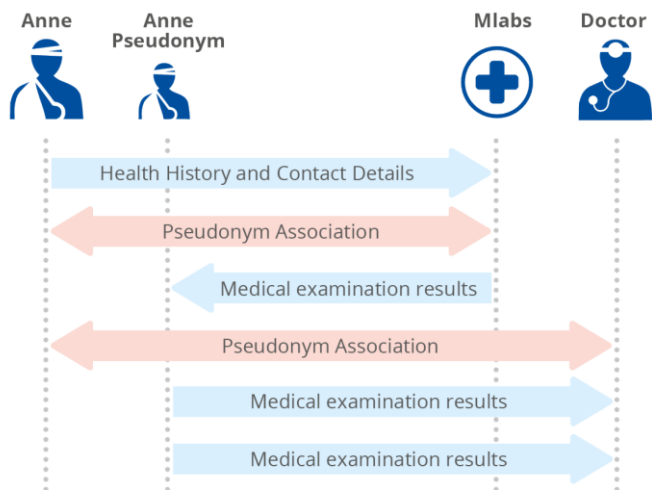 Anne
Anne
Pseudonym
Mlabs
Doctor
Health History and Contact Details
Pseudonym Association
Medical examination results
Pseudonym Association
Medical examination results
Medical examination results